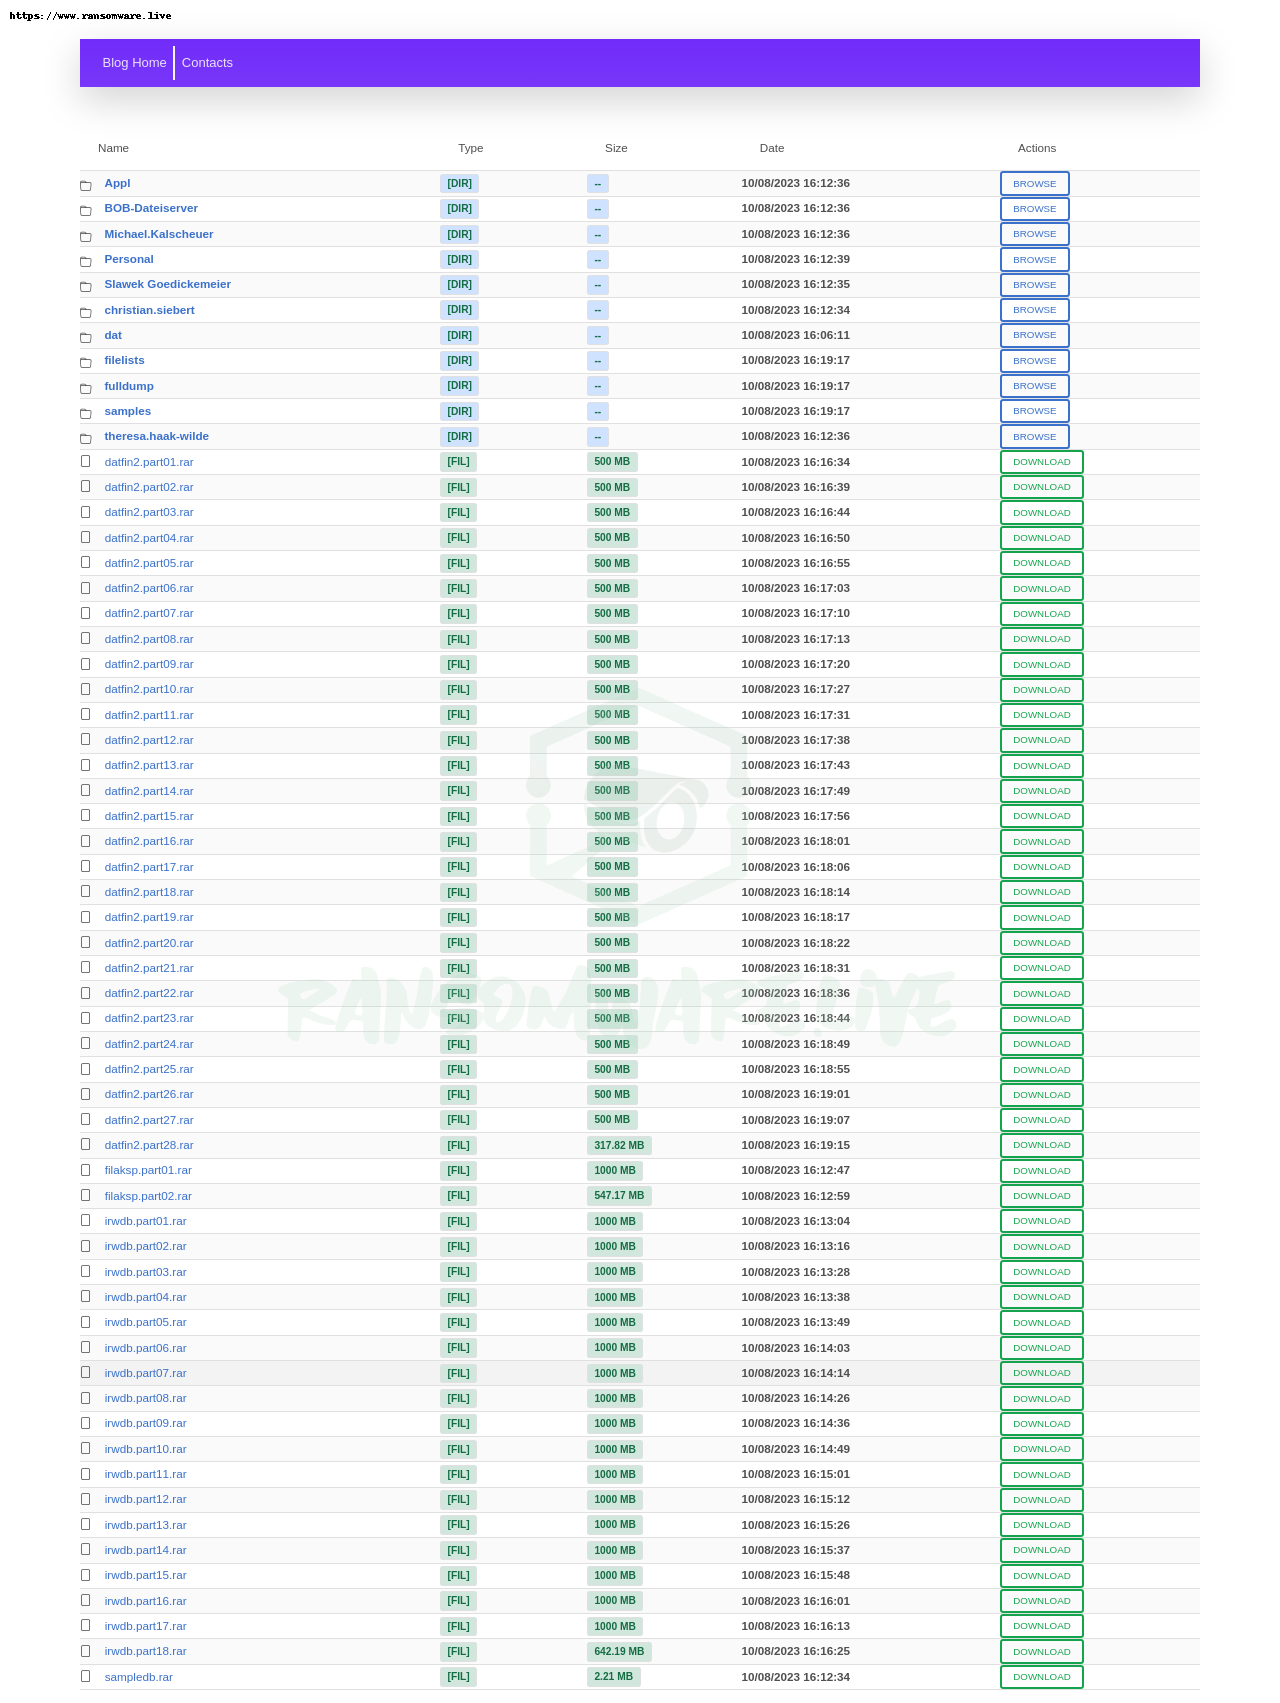 https://www.ransomware.live
Blog Home Contacts
Name Type Size Date Actions
Appl [DIR] -- 10/08/2023 16:12:36 BROWSE
BOB-Dateiserver [DIR] -- 10/08/2023 16:12:36 BROWSE
Michael.Kalscheuer [DIR] -- 10/08/2023 16:12:36 BROWSE
Personal [DIR] -- 10/08/2023 16:12:39 BROWSE
Slawek Goedickemeier [DIR] -- 10/08/2023 16:12:35 BROWSE
christian.siebert [DIR] -- 10/08/2023 16:12:34 BROWSE
dat [DIR] -- 10/08/2023 16:06:11 BROWSE
filelists [DIR] -- 10/08/2023 16:19:17 BROWSE
fulldump [DIR] -- 10/08/2023 16:19:17 BROWSE
samples [DIR] -- 10/08/2023 16:19:17 BROWSE
theresa.haak-wilde [DIR] -- 10/08/2023 16:12:36 BROWSE
datfin2.part01.rar [FIL] 500 MB 10/08/2023 16:16:34 DOWNLOAD
datfin2.part02.rar [FIL] 500 MB 10/08/2023 16:16:39 DOWNLOAD
datfin2.part03.rar [FIL] 500 MB 10/08/2023 16:16:44 DOWNLOAD
datfin2.part04.rar [FIL] 500 MB 10/08/2023 16:16:50 DOWNLOAD
datfin2.part05.rar [FIL] 500 MB 10/08/2023 16:16:55 DOWNLOAD
datfin2.part06.rar [FIL] 500 MB 10/08/2023 16:17:03 DOWNLOAD
datfin2.part07.rar [FIL] 500 MB 10/08/2023 16:17:10 DOWNLOAD
datfin2.part08.rar [FIL] 500 MB 10/08/2023 16:17:13 DOWNLOAD
datfin2.part09.rar [FIL] 500 MB 10/08/2023 16:17:20 DOWNLOAD
datfin2.part10.rar [FIL] 500 MB 10/08/2023 16:17:27 DOWNLOAD
datfin2.part11.rar [FIL] 500 MB 10/08/2023 16:17:31 DOWNLOAD
datfin2.part12.rar [FIL] 500 MB 10/08/2023 16:17:38 DOWNLOAD
datfin2.part13.rar [FIL] 500 MB 10/08/2023 16:17:43 DOWNLOAD
datfin2.part14.rar [FIL] 500 MB 10/08/2023 16:17:49 DOWNLOAD
datfin2.part15.rar [FIL] 500 MB 10/08/2023 16:17:56 DOWNLOAD
datfin2.part16.rar [FIL] 500 MB 10/08/2023 16:18:01 DOWNLOAD
datfin2.part17.rar [FIL] 500 MB 10/08/2023 16:18:06 DOWNLOAD
datfin2.part18.rar [FIL] 500 MB 10/08/2023 16:18:14 DOWNLOAD
datfin2.part19.rar [FIL] 500 MB 10/08/2023 16:18:17 DOWNLOAD
datfin2.part20.rar [FIL] 500 MB 10/08/2023 16:18:22 DOWNLOAD
datfin2.part21.rar [FIL] 500 MB 10/08/2023 16:18:31 DOWNLOAD
datfin2.part22.rar [FIL] 500 MB 10/08/2023 16:18:36 DOWNLOAD
RANSOMWARE.LIVE
datfin2.part23.rar [FIL] 500 MB 10/08/2023 16:18:44 DOWNLOAD
datfin2.part24.rar [FIL] 500 MB 10/08/2023 16:18:49 DOWNLOAD
datfin2.part25.rar [FIL] 500 MB 10/08/2023 16:18:55 DOWNLOAD
datfin2.part26.rar [FIL] 500 MB 10/08/2023 16:19:01 DOWNLOAD
datfin2.part27.rar [FIL] 500 MB 10/08/2023 16:19:07 DOWNLOAD
datfin2.part28.rar [FIL] 317.82 MB 10/08/2023 16:19:15 DOWNLOAD
filaksp.part01.rar [FIL] 1000 MB 10/08/2023 16:12:47 DOWNLOAD
filaksp.part02.rar [FIL] 547.17 MB 10/08/2023 16:12:59 DOWNLOAD
irwdb.part01.rar [FIL] 1000 MB 10/08/2023 16:13:04 DOWNLOAD
irwdb.part02.rar [FIL] 1000 MB 10/08/2023 16:13:16 DOWNLOAD
irwdb.part03.rar [FIL] 1000 MB 10/08/2023 16:13:28 DOWNLOAD
irwdb.part04.rar [FIL] 1000 MB 10/08/2023 16:13:38 DOWNLOAD
irwdb.part05.rar [FIL] 1000 MB 10/08/2023 16:13:49 DOWNLOAD
irwdb.part06.rar [FIL] 1000 MB 10/08/2023 16:14:03 DOWNLOAD
irwdb.part07.rar [FIL] 1000 MB 10/08/2023 16:14:14 DOWNLOAD
irwdb.part08.rar [FIL] 1000 MB 10/08/2023 16:14:26 DOWNLOAD
irwdb.part09.rar [FIL] 1000 MB 10/08/2023 16:14:36 DOWNLOAD
irwdb.part10.rar [FIL] 1000 MB 10/08/2023 16:14:49 DOWNLOAD
irwdb.part11.rar [FIL] 1000 MB 10/08/2023 16:15:01 DOWNLOAD
irwdb.part12.rar [FIL] 1000 MB 10/08/2023 16:15:12 DOWNLOAD
irwdb.part13.rar [FIL] 1000 MB 10/08/2023 16:15:26 DOWNLOAD
irwdb.part14.rar [FIL] 1000 MB 10/08/2023 16:15:37 DOWNLOAD
irwdb.part15.rar [FIL] 1000 MB 10/08/2023 16:15:48 DOWNLOAD
irwdb.part16.rar [FIL] 1000 MB 10/08/2023 16:16:01 DOWNLOAD
irwdb.part17.rar [FIL] 1000 MB 10/08/2023 16:16:13 DOWNLOAD
irwdb.part18.rar [FIL] 642.19 MB 10/08/2023 16:16:25 DOWNLOAD
sampledb.rar [FIL] 2.21 MB 10/08/2023 16:12:34 DOWNLOAD